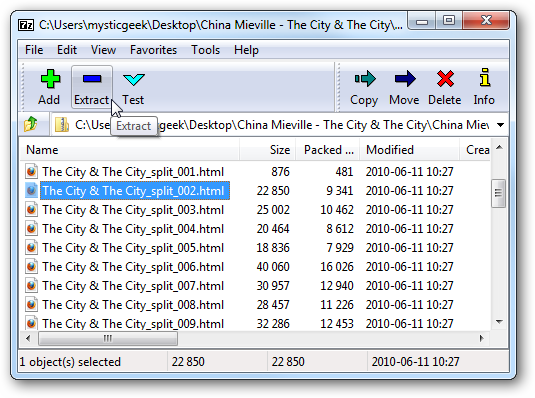 7z C:\Users\mysticgeek\Desktop\China Mieville - The City & The City\...
File Edit View Favorites Tools Help
Add Extract Test Copy Move Delete Info
C:\Use geek\Desktop\China Mieville - The City & The City\China Miev
Extract
Name Size Packed ... Modified Crea
The City & The City_split_001.html 876 481 2010-06-11 10:27
The City & The City_split_002.html 22 850 9 341 2010-06-11 10:27
The City & The City_split_003.html 25 002 10 462 2010-06-11 10:27
The City & The City_split_004.html 20 464 8 612 2010-06-11 10:27
The City & The City_split_005.html 18 836 7 929 2010-06-11 10:27
The City & The City_split_006.html 40 060 16 026 2010-06-11 10:27
The City & The City_split_007.html 30 957 12 940 2010-06-11 10:27
The City & The City_split_008.html 28 457 11 226 2010-06-11 10:27
The City & The City_split_009.html 32 286 12 453 2010-06-11 10:27
1 object(s) selected 22 850 22 850 2010-06-11 10:27